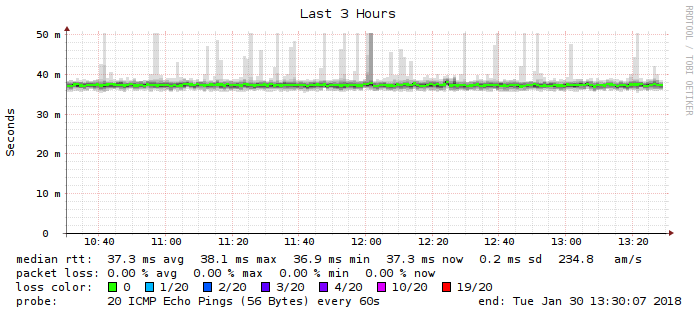 Last 3 Hours
RRDTOOL / TOBI OETIKER
Seconds
50 m
40 m
30 m
20 m
10 m
0
10:40 11:00 11:20 11:40 12:00 12:20 12:40 13:00 13:20
median rtt: 37.3 ms avg 38.1 ms max 36.9 ms min 37.3 ms now 0.2 ms sd 234.8 am/s
packet loss: 0.00 % avg 0.00 % max 0.00 % min 0.00 % now
loss color: 0 1/20 2/20 3/20 4/20 10/20 19/20
probe: 20 ICMP Echo Pings (56 Bytes) every 60s end: Tue Jan 30 13:30:07 2018